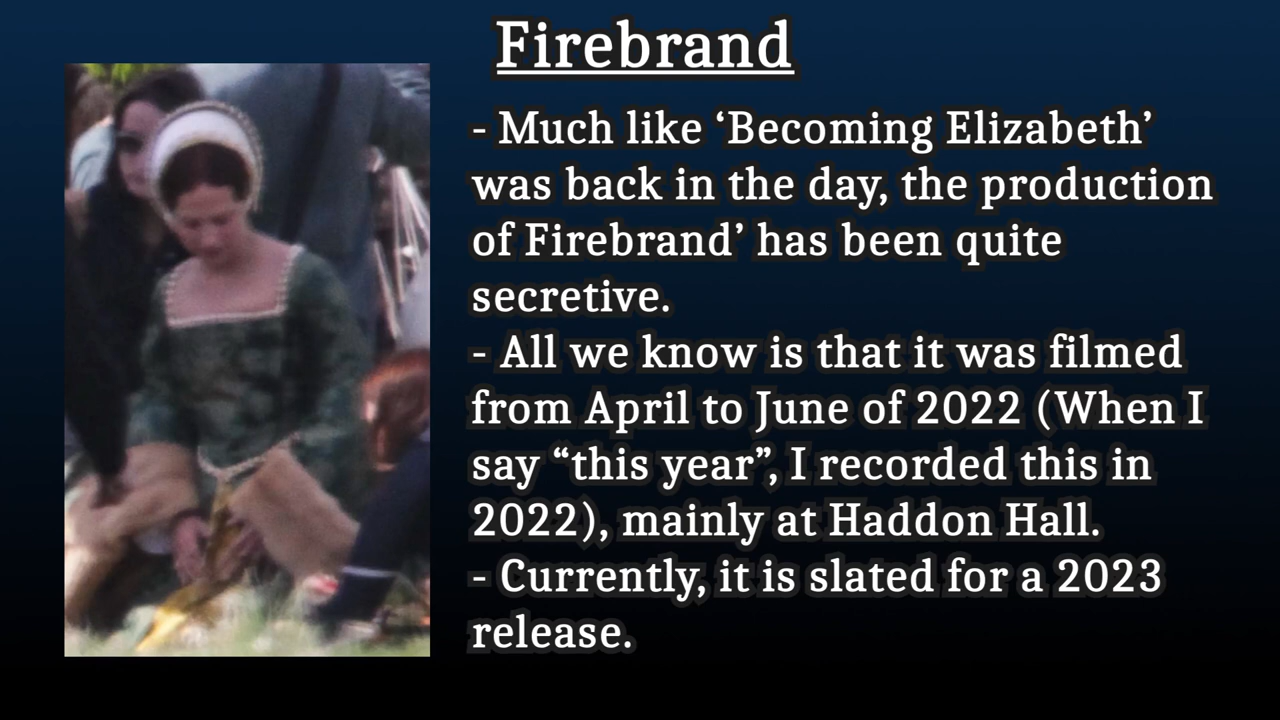 Firebrand
- Much like ‘Becoming Elizabeth’
was back in the day, the production
of Firebrand’ has been quite
secretive.
- All we know is that it was filmed
from April to June of 2022 (When I
say “this year”, I recorded this in
2022), mainly at Haddon Hall.
- Currently, it is slated for a 2023
release.